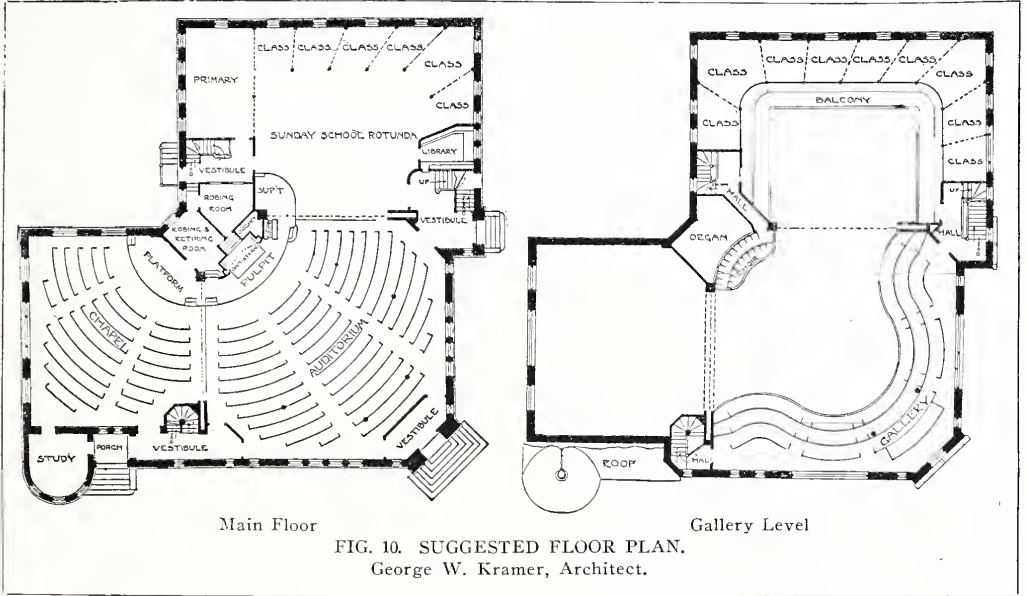 CLASS CLASS CLASS CLASS
CLASS
CLASS
PRIMARY
SUNDAY SCHOOL ROTUNDA
LIBRARY
VESTIBULE
SUP'T
UP
ROBING
ROOM
VESTIBULE
ROBING &
RETIRING
ROOM
PLATFORM
PULPIT
CHAPEL
AUDITORIUM
VESTIBULE
VESTIBULE
STUDY
PORCH
Main Floor
CLASS CLASS CLASS CLASS CLASS
BALCONY
CLASS
CLASS
CLASS
UP
HALL
HALL
ORGAN
CHOIR
GALLERY
HALL
ROOF
Gallery Level
FIG. 10. SUGGESTED FLOOR PLAN.
George W. Kramer, Architect.